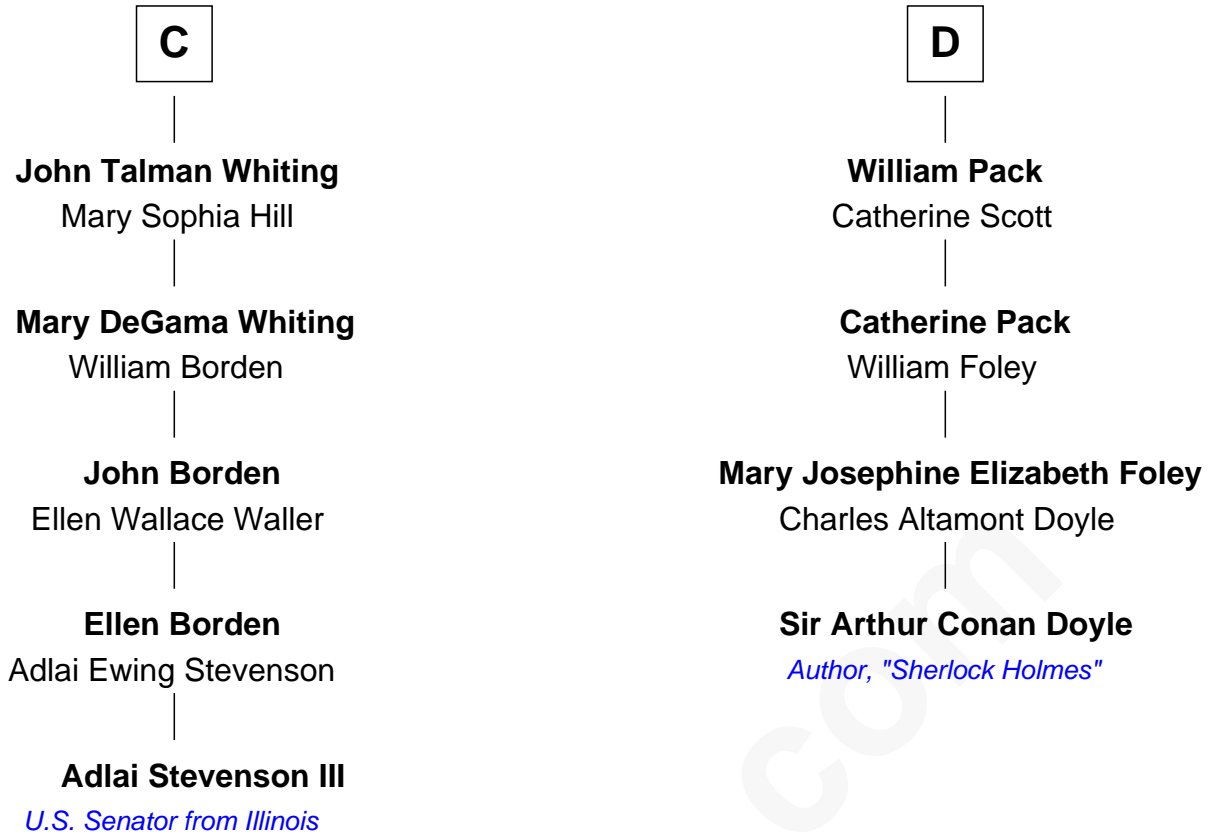 C
John Talman Whiting
Mary Sophia Hill
Mary DeGama Whiting
William Borden
John Borden
Ellen Wallace Waller
Ellen Borden
Adlai Ewing Stevenson
Adlai Stevenson III
U.S. Senator from Illinois
D
William Pack
Catherine Scott
Catherine Pack
William Foley
Mary Josephine Elizabeth Foley
Charles Altamont Doyle
Sir Arthur Conan Doyle
Author, "Sherlock Holmes"
com